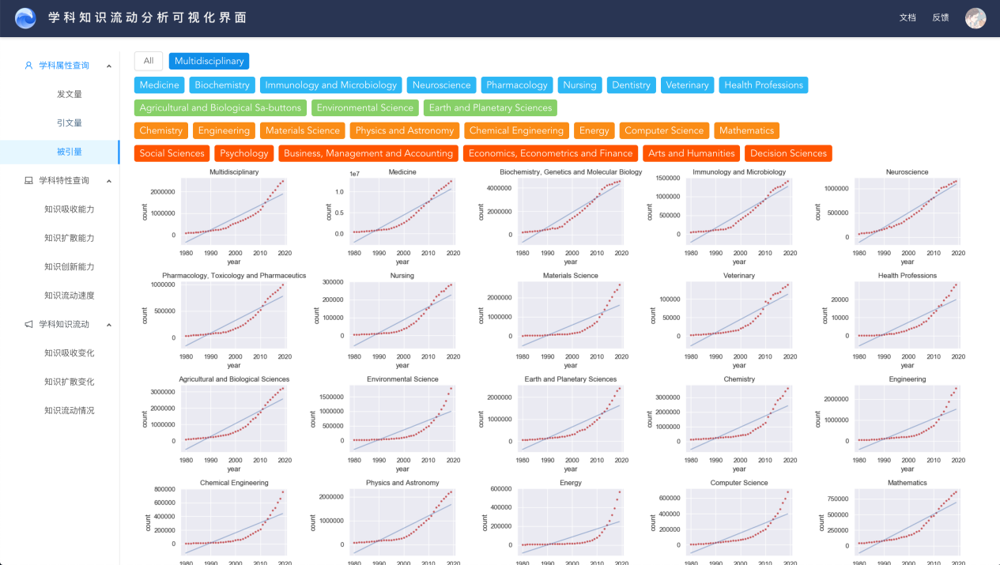 学科知识流动分析可视化界面
文档 反馈
学科属性查询
发文量
引文量
被引量
学科特性查询
知识吸收能力
知识扩散能力
知识创新能力
知识流动速度
学科知识流动
知识吸收变化
知识扩散变化
知识流动情况
All Multidisciplinary
Medicine Biochemistry Immunology and Microbiology Neuroscience Pharmacology Nursing Dentistry Veterinary Health Professions
Agricultural and Biological Sa-buttons Environmental Science Earth and Planetary Sciences
Chemistry Engineering Materials Science Physics and Astronomy Chemical Engineering Energy Computer Science Mathematics
Social Sciences Psychology Business, Management and Accounting Economics, Econometrics and Finance Arts and Humanities Decision Sciences
Multidisciplinary
count
2000000
1000000
0
1980 1990 2000 2010 2020
year
Medicine
1e7
count
1.0
0.5
0.0
1980 1990 2000 2010 2020
year
Biochemistry, Genetics and Molecular Biology
count
4000000
2000000
0
1980 1990 2000 2010 2020
year
Immunology and Microbiology
count
1500000
1000000
500000
0
1980 1990 2000 2010 2020
year
Neuroscience
count
1000000
500000
0
1980 1990 2000 2010 2020
year
Pharmacology, Toxicology and Pharmaceutics
count
1000000
500000
0
1980 1990 2000 2010 2020
year
Nursing
count
300000
200000
100000
0
1980 1990 2000 2010 2020
year
Materials Science
count
2000000
1000000
0
1980 1990 2000 2010 2020
year
Veterinary
count
100000
50000
0
1980 1990 2000 2010 2020
year
Health Professions
count
20000
10000
0
1980 1990 2000 2010 2020
year
Agricultural and Biological Sciences
count
3000000
2000000
1000000
0
1980 1990 2000 2010 2020
year
Environmental Science
count
1500000
1000000
500000
0
1980 1990 2000 2010 2020
year
Earth and Planetary Sciences
count
2000000
1000000
0
1980 1990 2000 2010 2020
year
Chemistry
count
3000000
2000000
1000000
0
1980 1990 2000 2010 2020
year
Engineering
count
2000000
1000000
0
1980 1990 2000 2010 2020
year
Chemical Engineering
count
800000
600000
400000
200000
0
1980 1990 2000 2010 2020
Physics and Astronomy
count
2000000
1000000
0
1980 1990 2000 2010 2020
Energy
count
600000
400000
200000
0
1980 1990 2000 2010 2020
Computer Science
count
600000
400000
200000
0
1980 1990 2000 2010 2020
Mathematics
count
750000
500000
250000
0
1980 1990 2000 2010 2020